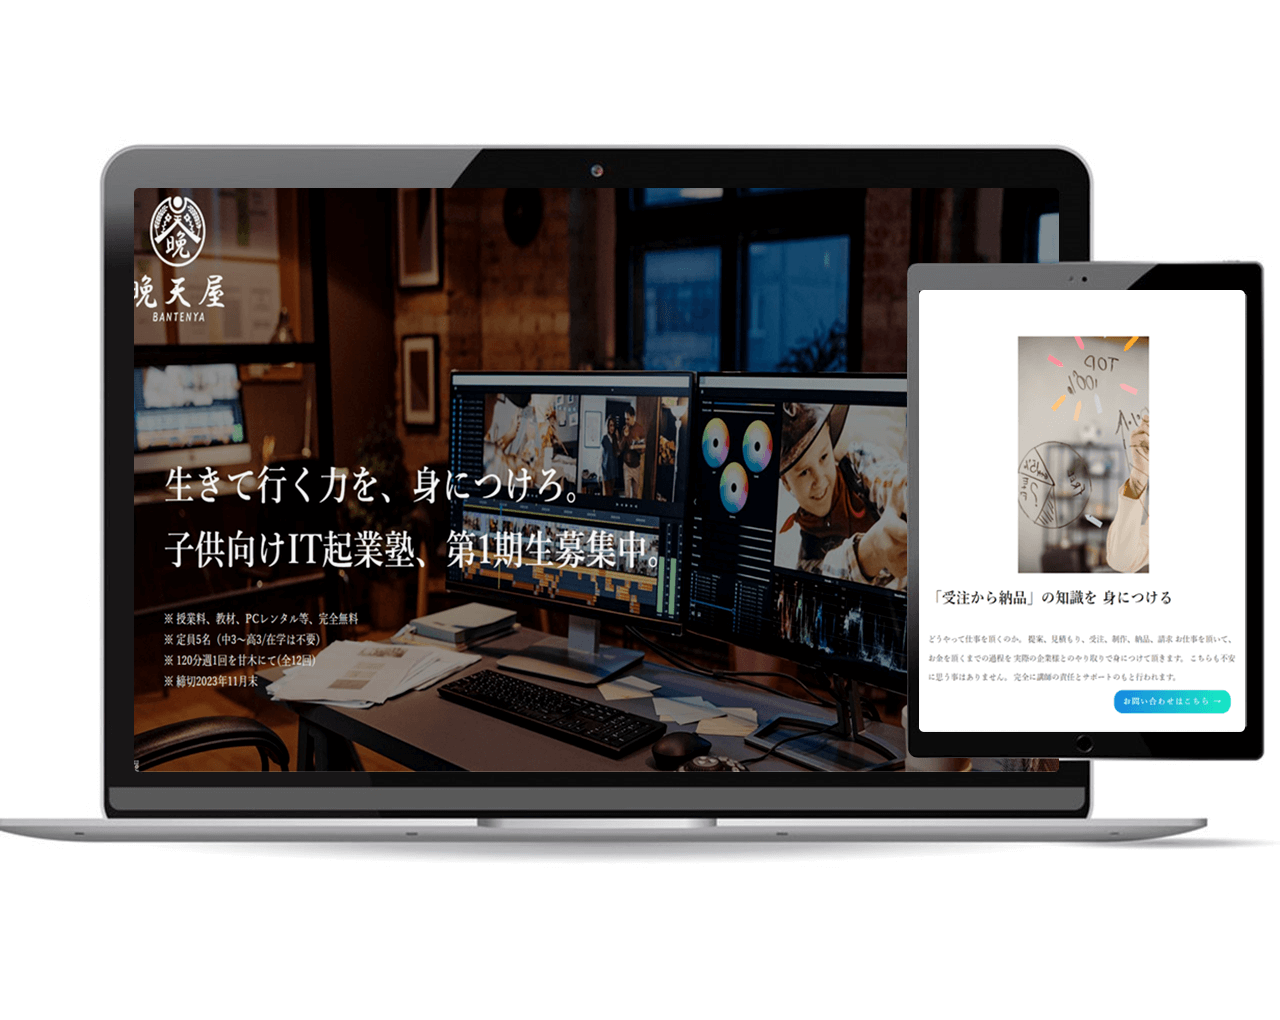 晩
晩天屋
BANTENYA
生きて行く力を、身につけろ。
子供向けIT起業塾、第1期生募集中。
※ 授業料、教材、PCレンタル等、完全無料
※ 定員5名（中3～高3/在学は不要）
※ 120分週1回を甘木にて(全12回)
※ 締切2023年11月末
TOP
100%
「受注から納品」の知識を 身につける
どうやって仕事を頂くのか。 提案、見積もり、受注、制作、納品、請求 お仕事を頂いて、
お金を頂くまでの過程を 実際の企業様とのやり取りで身につけて頂きます。 こちらも不安
に思う事はありません。 完全に講師の責任とサポートのもと行われます。
お問い合わせはこちら →